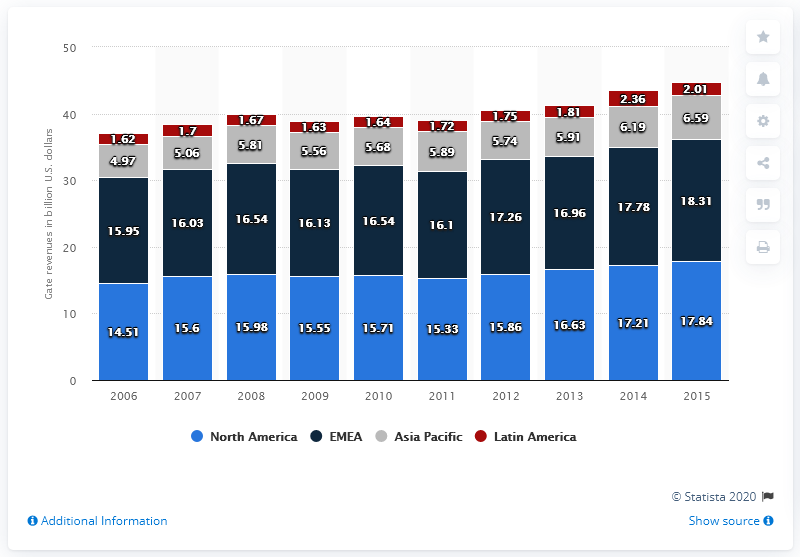 Gate revenues in billion U.S. dollars
50
40
30
20
10
0
1.62 1.7 1.67 1.63 1.64 1.72 1.75 1.81 2.36 2.01
4.97 5.06 5.81 5.56 5.68 5.89 5.74 5.91 6.19 6.59
15.95 16.03 16.54 16.13 16.54 16.1 17.26 16.96 17.78 18.31
14.51 15.6 15.98 15.55 15.71 15.33 15.86 16.63 17.21 17.84
2006 2007 2008 2009 2010 2011 2012 2013 2014 2015
North America EMEA Asia Pacific Latin America
© Statista 2020
Additional Information Show source